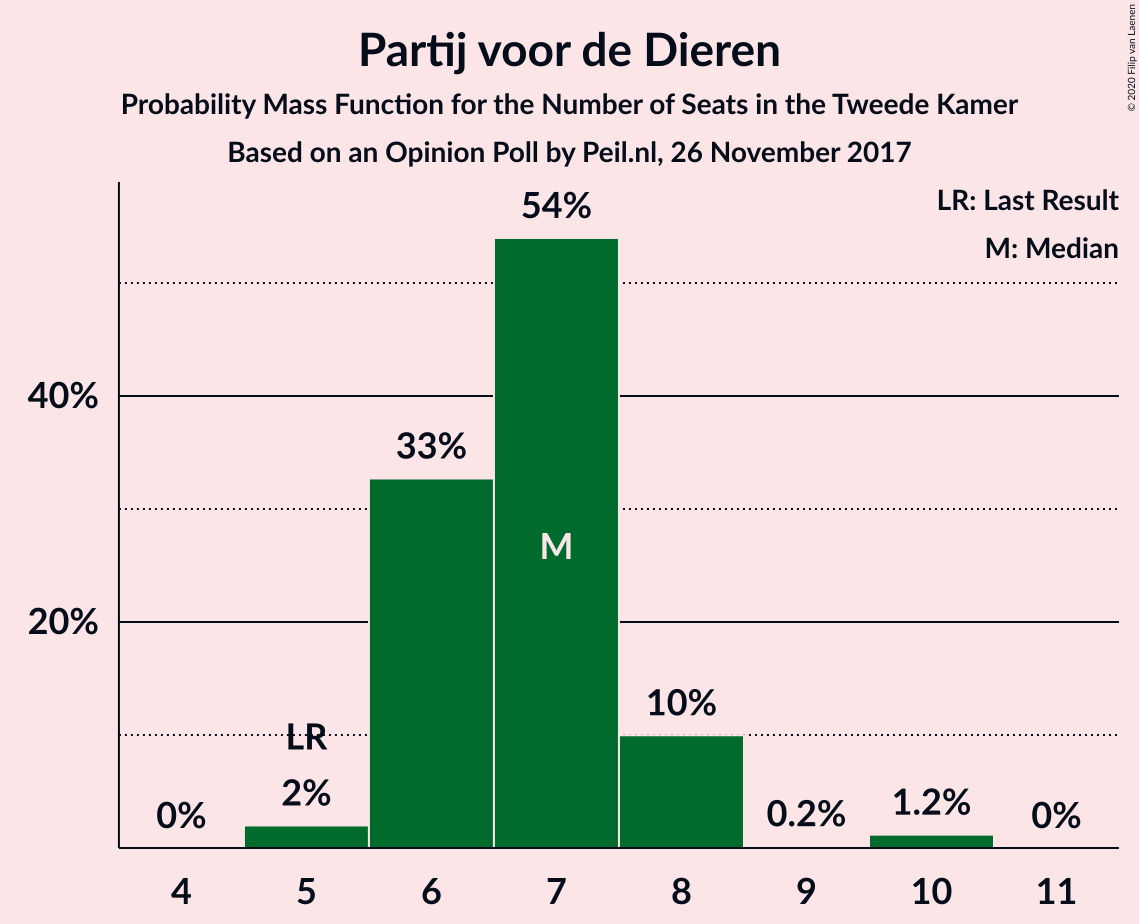 Partij voor de Dieren
Probability Mass Function for the Number of Seats in the Tweede Kamer
Based on an Opinion Poll by Peil.nl, 26 November 2017
© 2020 Filip van Laenen
LR: Last Result
M: Median
54%
40%
33%
M
20%
10%
LR
2%
0%
0.2%
1.2%
0%
4 5 6 7 8 9 10 11